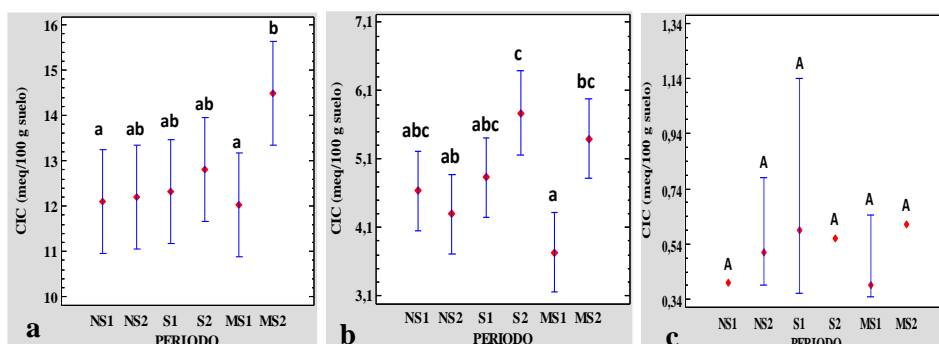 16
15
14
13
12
11
10
CIC (meq/100 g suelo)
a
ab
ab
ab
a
b
NS1 NS2 S1 S2 MS1 MS2
PERIODO
a
7,1
6,1
5,1
4,1
3,1
CIC (meq/100 g suelo)
abc
ab
abc
c
a
bc
NS1 NS2 S1 S2 MS1 MS2
PERIODO
b
1,34
1,14
0,94
0,74
0,54
0,34
CIC (meq/100 g suelo)
A
A
A
A
A
A
NS1 NS2 S1 S2 MS1 MS2
PERIODO
c